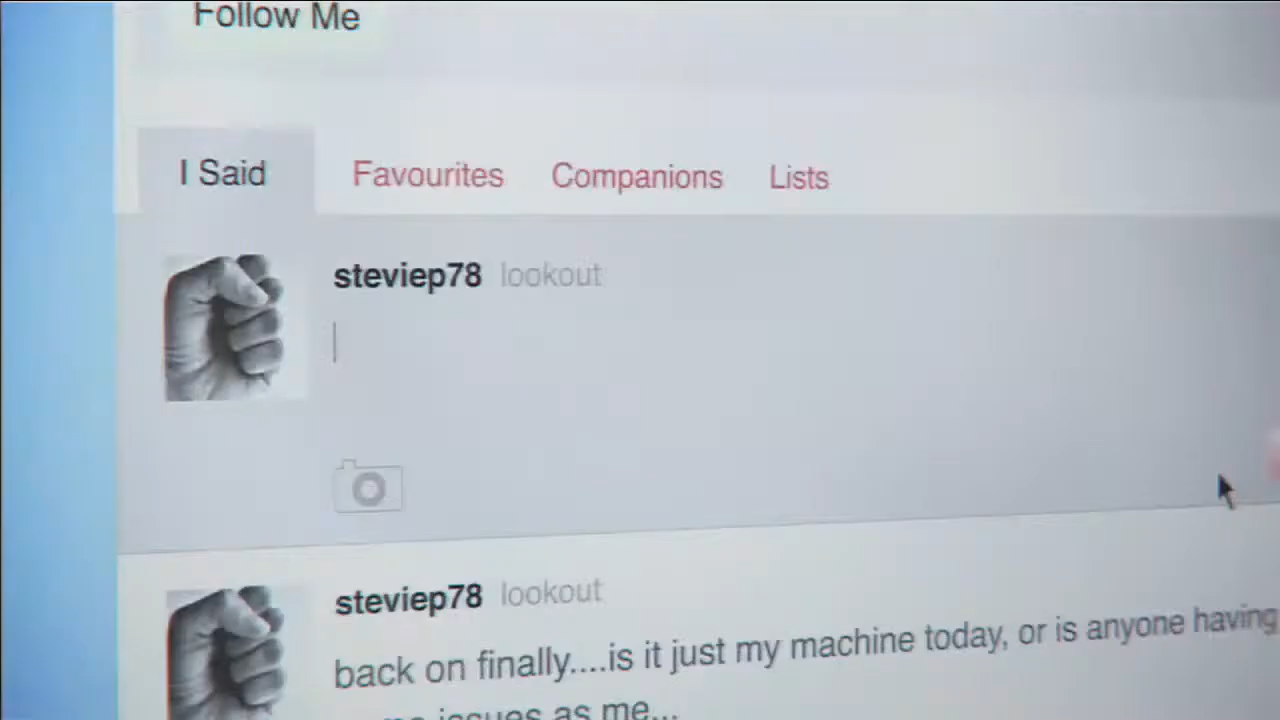 Follow Me
I Said Favourites Companions Lists
steviep78 lookout
steviep78 lookout
back on finally....is it just my machine today, or is anyone having
issues as me...